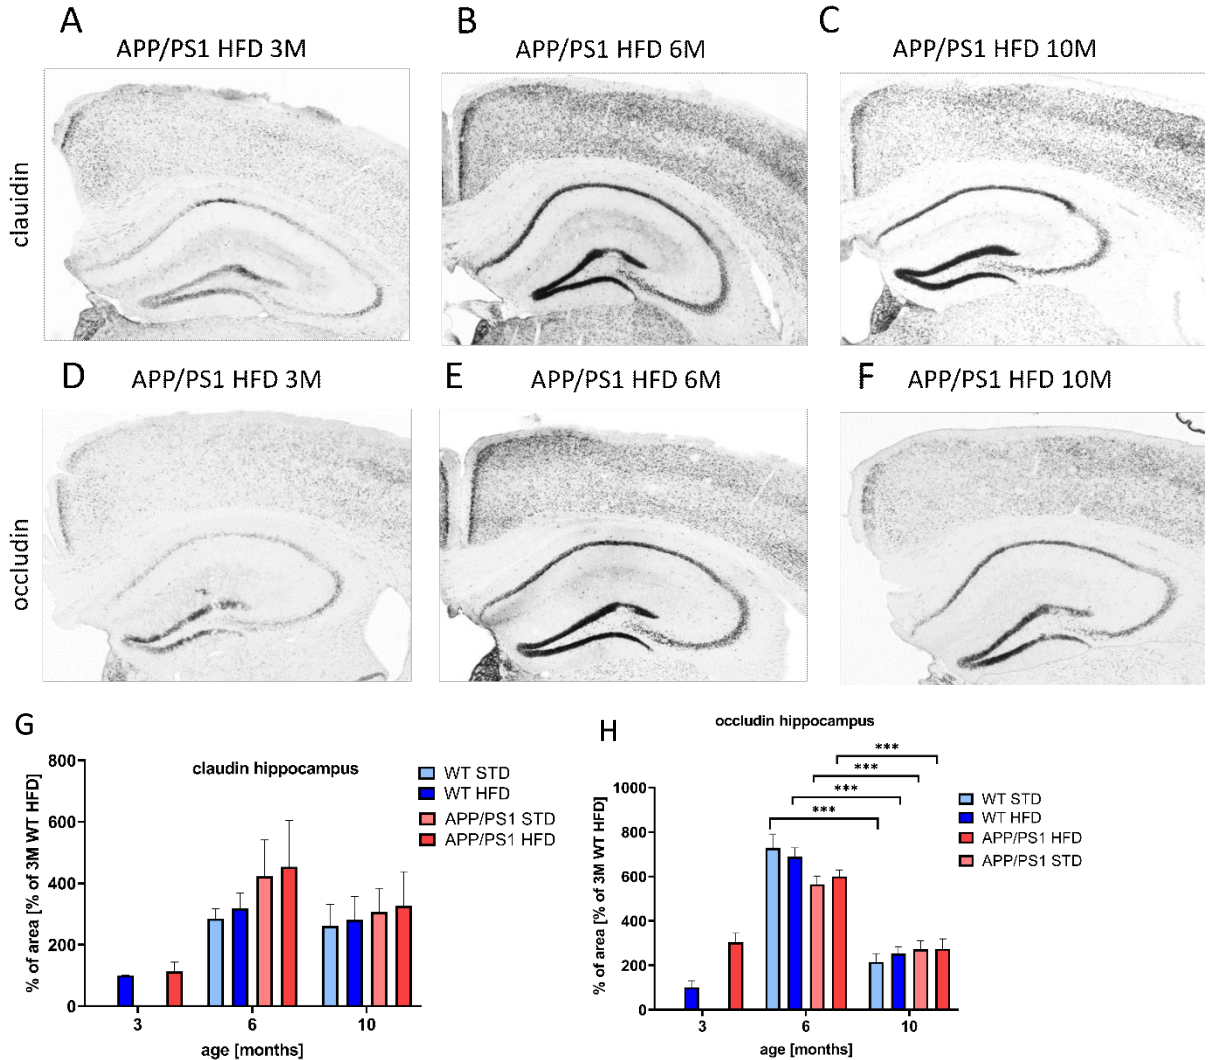 A
APP/PS1 HFD 3M
B
APP/PS1 HFD 6M
C
APP/PS1 HFD 10M
clauidin
D
APP/PS1 HFD 3M
E
APP/PS1 HFD 6M
F
APP/PS1 HFD 10M
occludin
G
claudin hippocampus
% of area [% of 3M WT HFD]
800
600
400
200
0
3
6
10
age [months]
WT STD
WT HFD
APP/PS1 STD
APP/PS1 HFD
H
occludin hippocampus
% of area [% of 3M WT HFD]
1000
800
600
400
200
0
***
***
***
***
3
6
10
age [months]
WT STD
WT HFD
APP/PS1 HFD
APP/PS1 STD